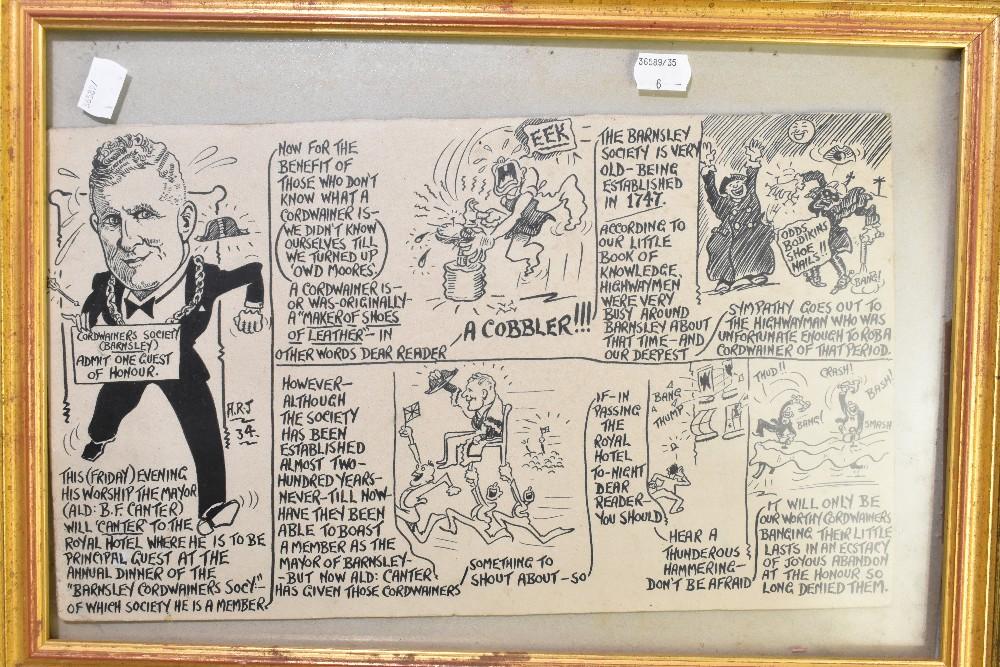 36589/
36589/35
6 -
CORDWAINERS SOCIETY
(BARNSLEY)
ADMIT ONE GUEST
OF HONOUR.
A.R.J
34.
THIS (FRIDAY) EVENING
HIS WORSHIP THE MAYOR
(ALD: B.F. CANTER)
WILL CANTER TO THE
ROYAL HOTEL WHERE HE IS TO BE
PRINCIPAL GUEST AT THE
ANNUAL DINNER OF THE
"BARNSLEY CORDWAINERS SOCY"-
OF WHICH SOCIETY HE IS A MEMBER
NOW FOR THE
BENEFIT OF
THOSE WHO DON'T
KNOW WHAT A
CORDWAINER IS-
WE DIDN'T KNOW
OURSELVES TILL
WE TURNED UP
'OWD MOORES'.
A CORDWAINER IS-
OR WAS-ORIGINALLY-
A "MAKER OF SHOES
OF LEATHER"- IN
OTHER WORDS DEAR READER
EEK
A COBBLER!!!
THE BARNSLEY
SOCIETY IS VERY
OLD- BEING
ESTABLISHED
IN 1747.
ACCORDING TO
OUR LITTLE
BOOK OF
KNOWLEDGE,
HIGHWAYMEN
WERE VERY
BUSY AROUND
BARNSLEY ABOUT
THAT TIME-AND
OUR DEEPEST
ODDS
BODIKINS
SHOE
NAILS!!
BANG!
SYMPATHY GOES OUT TO
THE HIGHWAYMAN WHO WAS
UNFORTUNATE ENOUGH TO ROB A
CORDWAINER OF THAT PERIOD.
HOWEVER-
ALTHOUGH
THE SOCIETY
HAS BEEN
ESTABLISHED
ALMOST TWO-
HUNDRED YEARS-
NEVER-TILL NOW-
HAVE THEY BEEN
ABLE TO BOAST
A MEMBER AS THE
MAYOR OF BARNSLEY-
-BUT NOW ALD: CANTER
HAS GIVEN THOSE CORDWAINERS
SOMETHING TO
SHOUT ABOUT-SO
IF-IN
PASSING
THE
ROYAL
HOTEL
TO-NIGHT
DEAR
READER
YOU SHOULD
BANG
A
THUMP
HEAR A
THUNDEROUS
HAMMERING-
DON'T BE AFRAID
THUD!!
CRASH!
BASH!
BANG!
SMASH
IT WILL ONLY BE
OUR WORTHY CORDWAINERS
BANGING THEIR LITTLE
LASTS IN AN ECSTACY
OF JOYOUS ABANDON
AT THE HONOUR SO
LONG DENIED THEM.